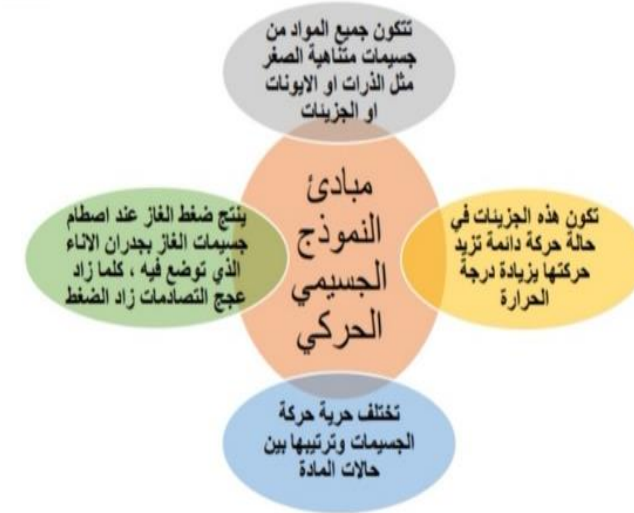 تتكون جميع المواد من
جسيمات متناهية الصغر
مثل الذرات او الايونات
او الجزيئات
مبادئ
النموذج
الجسيمي
الحركي
تكون هذه الجزيئات في
حالة حركة دائمة تزيد
حركتها بزيادة درجة
الحرارة
ينتج ضغط الغاز عند اصطام
جسيمات الغاز بجدران الاناء
الذي توضع فيه ، كلما زاد
عجج التصادمات زاد الضغط
تختلف حرية حركة
الجسيمات وترتيبها بين
حالات المادة